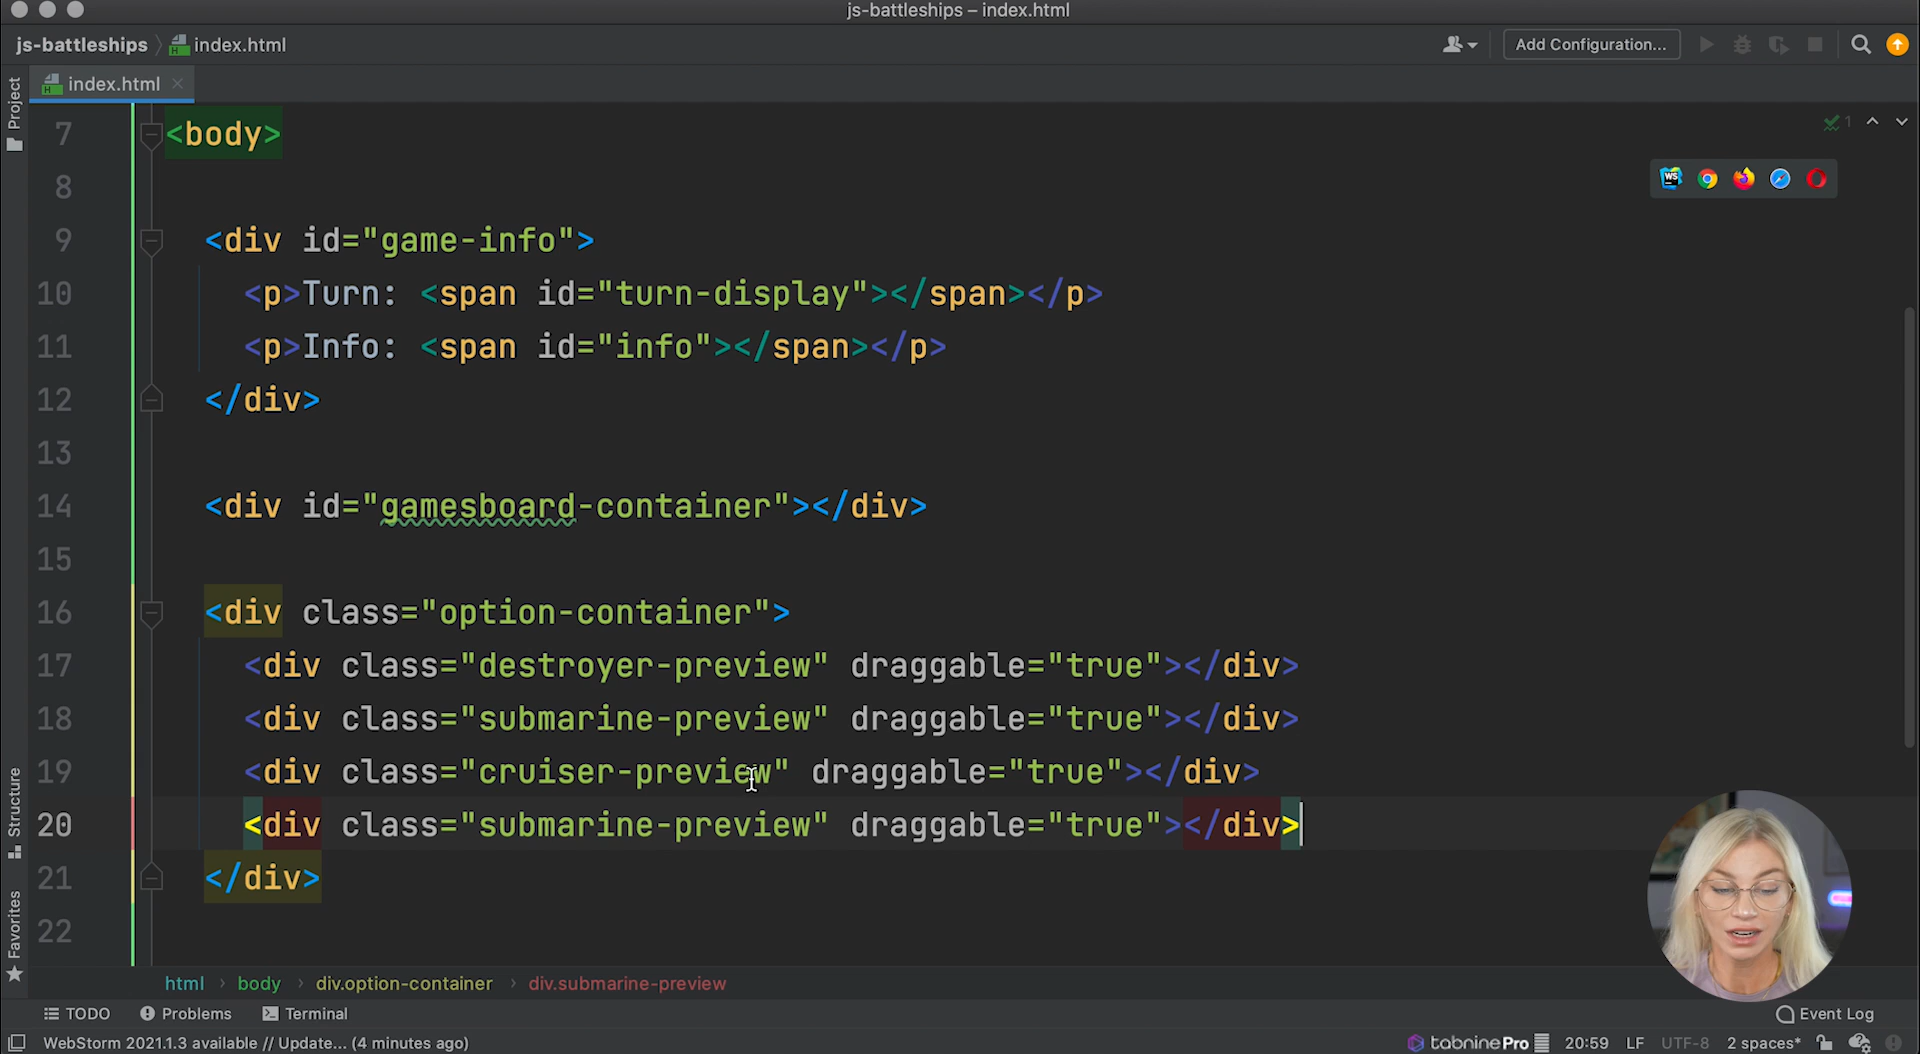 js-battleships – index.html
js-battleships index.html
Add Configuration...
index.html
Project
7 <body>
1
8
9 <div id="game-info">
10 <p>Turn: <span id="turn-display"></span></p>
11 <p>Info: <span id="info"></span></p>
12 </div>
13
14 <div id="gamesboard-container"></div>
15
16 <div class="option-container">
17 <div class="destroyer-preview" draggable="true"></div>
18 <div class="submarine-preview" draggable="true"></div>
19 <div class="cruiser-preview" draggable="true"></div>
20 <div class="submarine-preview" draggable="true"></div>
21 </div>
22
Structure
Favorites
html body div.option-container div.submarine-preview
TODO Problems Terminal Event Log
WebStorm 2021.1.3 available // Update... (4 minutes ago) tabnine Pro 20:59 LF UTF-8 2 spaces*